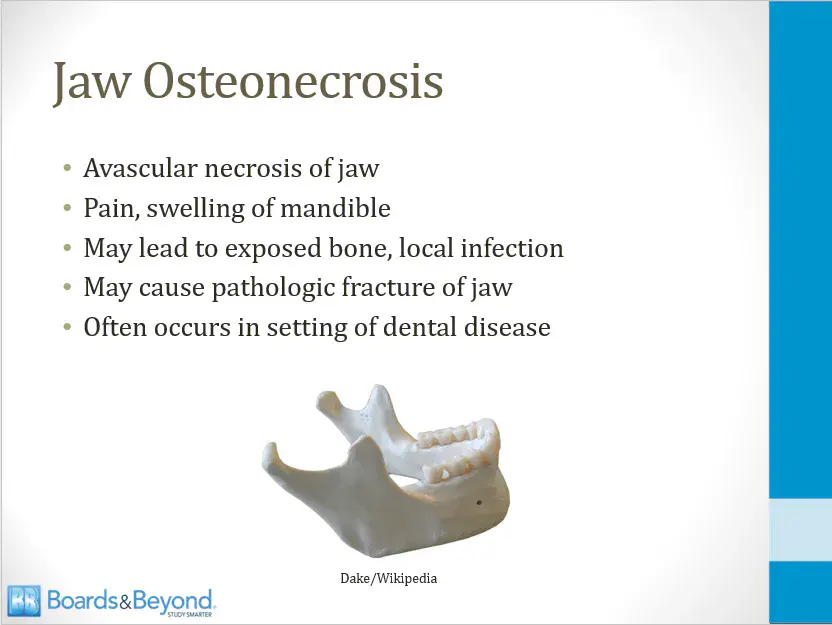 Jaw Osteonecrosis
• Avascular necrosis of jaw
• Pain, swelling of mandible
• May lead to exposed bone, local infection
• May cause pathologic fracture of jaw
• Often occurs in setting of dental disease
Dake/Wikipedia
BB Boards&Beyond.
STUDY SMARTER